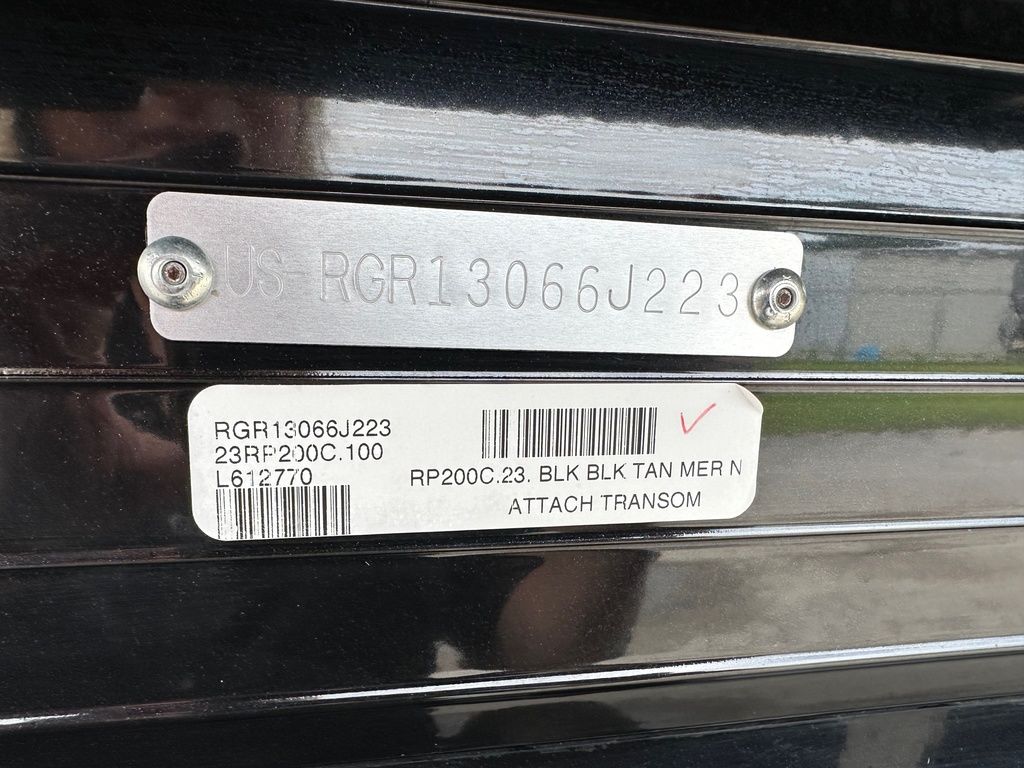 US-RGR13066J223
RGR13066J223
23RP200C.100
L612770
RP200C.23. BLK BLK TAN MER N
ATTACH TRANSOM